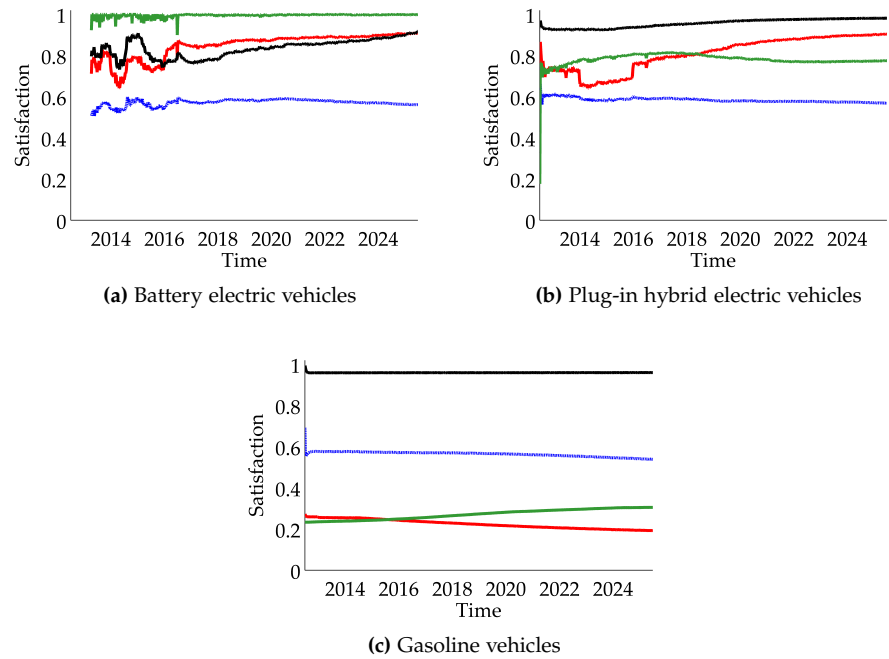 1
0.8
0.6
0.4
0.2
0
Satisfaction
2014 2016 2018 2020 2022 2024
Time
(a) Battery electric vehicles
1
0.8
0.6
0.4
0.2
0
Satisfaction
2014 2016 2018 2020 2022 2024
Time
(b) Plug-in hybrid electric vehicles
1
0.8
0.6
0.4
0.2
0
Satisfaction
2014 2016 2018 2020 2022 2024
Time
(c) Gasoline vehicles